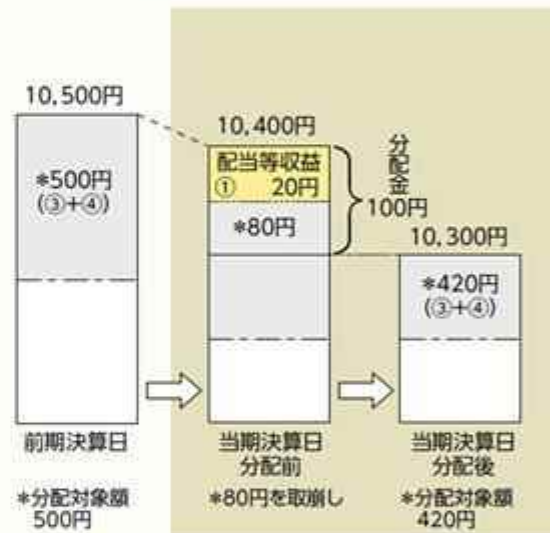 10,500円
*500円
(③+④)
前期決算日
*分配対象額
500円
10,400円
配当等収益
① 20円
*80円
分配金
100円
当期決算日
分配前
*80円を取崩し
10,300円
*420円
(③+④)
当期決算日
分配後
*分配対象額
420円